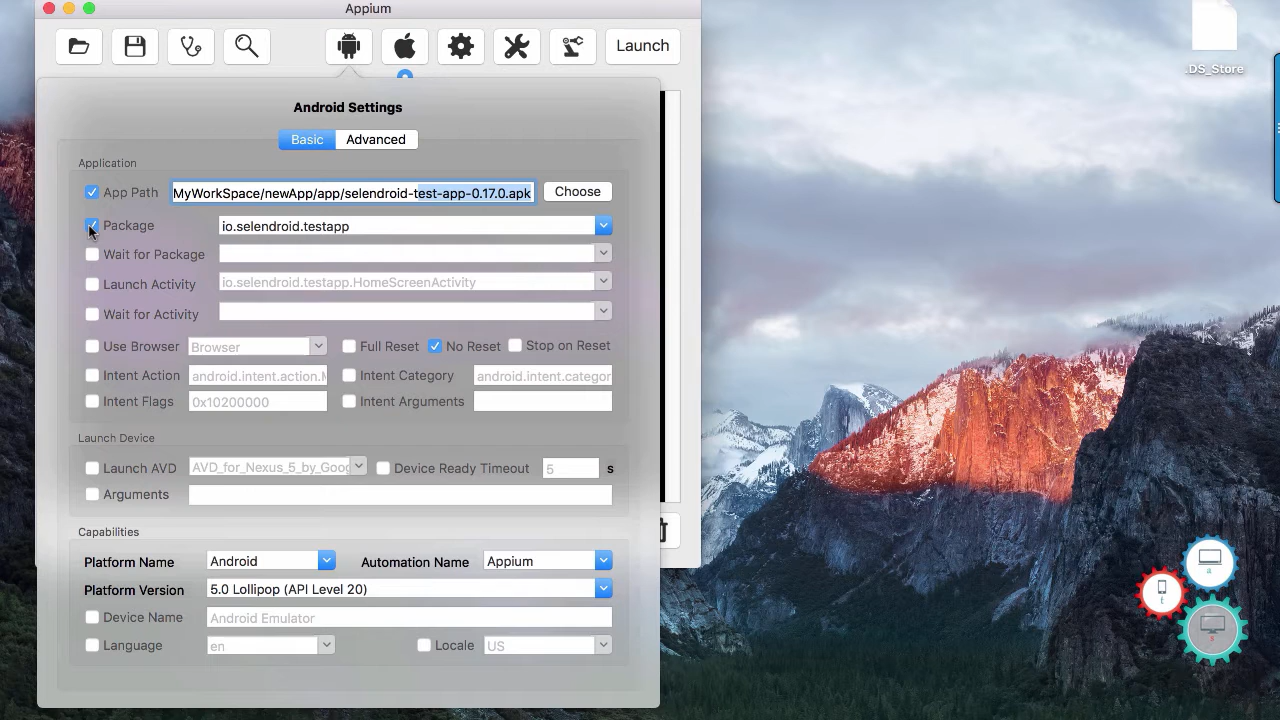 Appium
Launch
.DS_Store
Android Settings
Basic Advanced
Application
App Path MyWorkSpace/newApp/app/selendroid-test-app-0.17.0.apk Choose
Package io.selendroid.testapp
Wait for Package
Launch Activity io.selendroid.testapp.HomeScreenActivity
Wait for Activity
Use Browser Browser Full Reset No Reset Stop on Reset
Intent Action android.intent.action.M Intent Category android.intent.categor
Intent Flags 0x10200000 Intent Arguments
Launch Device
Launch AVD AVD_for_Nexus_5_by_Goog Device Ready Timeout 5 s
Arguments
Capabilities
Platform Name Android Automation Name Appium
Platform Version 5.0 Lollipop (API Level 20)
Device Name Android Emulator
Language en Locale US
a
t
s